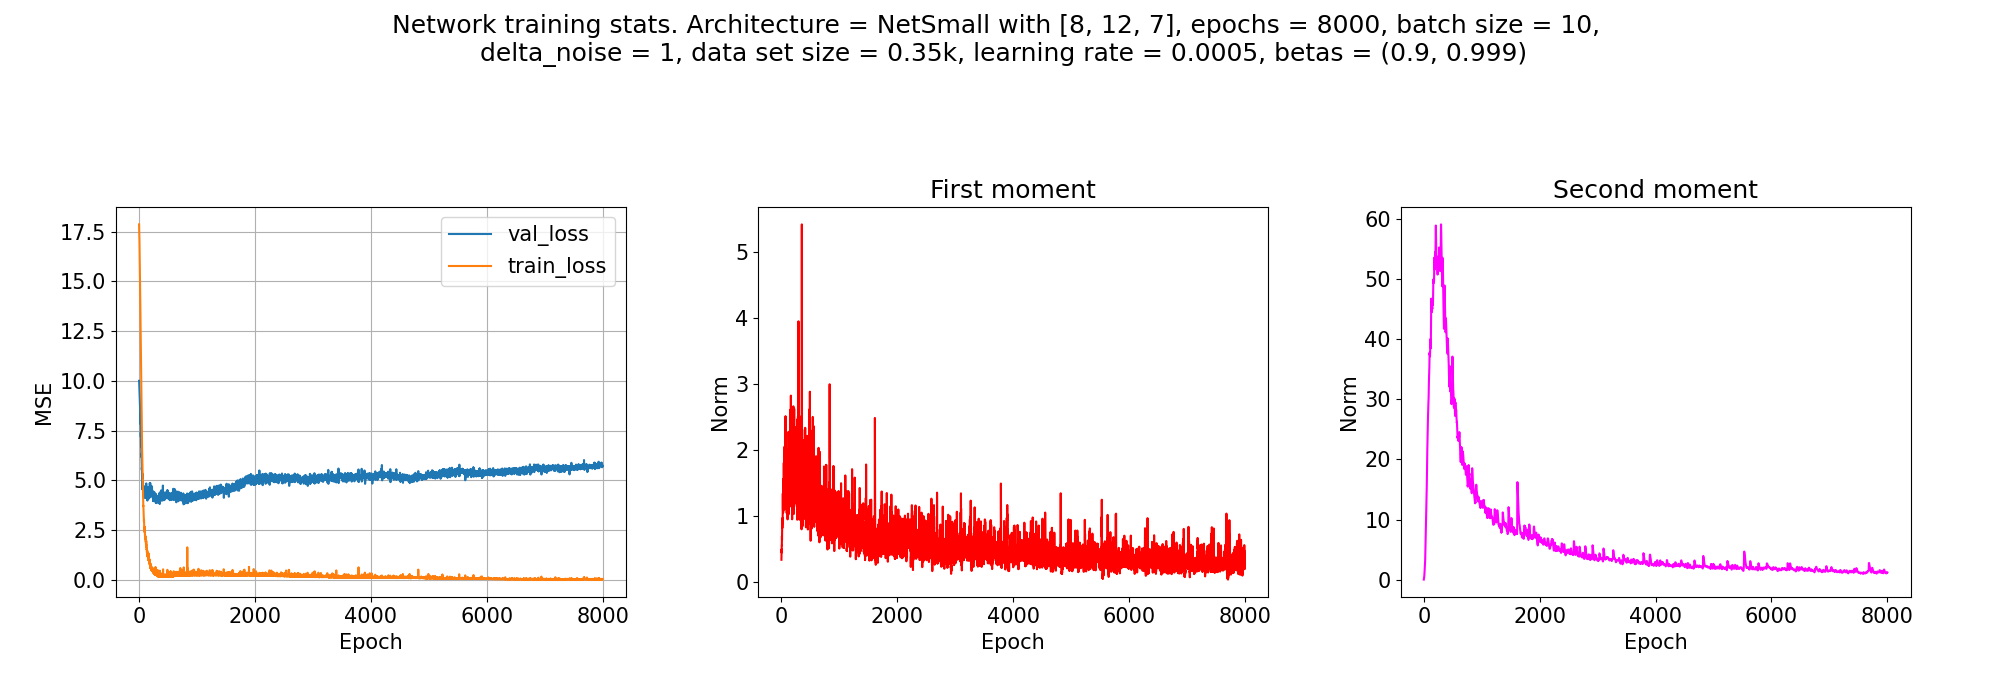 Network training stats. Architecture = NetSmall with [8, 12, 7], epochs = 8000, batch size = 10,
delta_noise = 1, data set size = 0.35k, learning rate = 0.0005, betas = (0.9, 0.999)
17.5
15.0
12.5
10.0
7.5
5.0
2.5
0.0
MSE
val_loss
train_loss
0 2000 4000 6000 8000
Epoch
First moment
5
4
3
2
1
0
Norm
0 2000 4000 6000 8000
Epoch
Second moment
60
50
40
30
20
10
0
Norm
0 2000 4000 6000 8000
Epoch